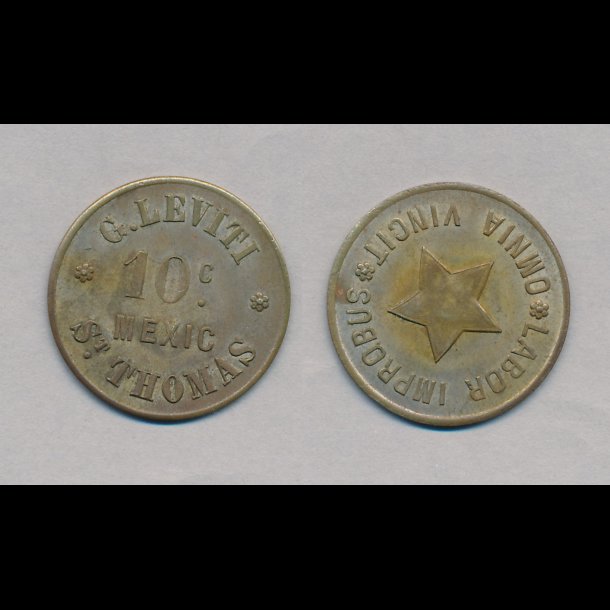 G. LEVITI
10 C.
MEXIC
ST. THOMAS
LABOR IMPROBUS
OMNIA VINCIT